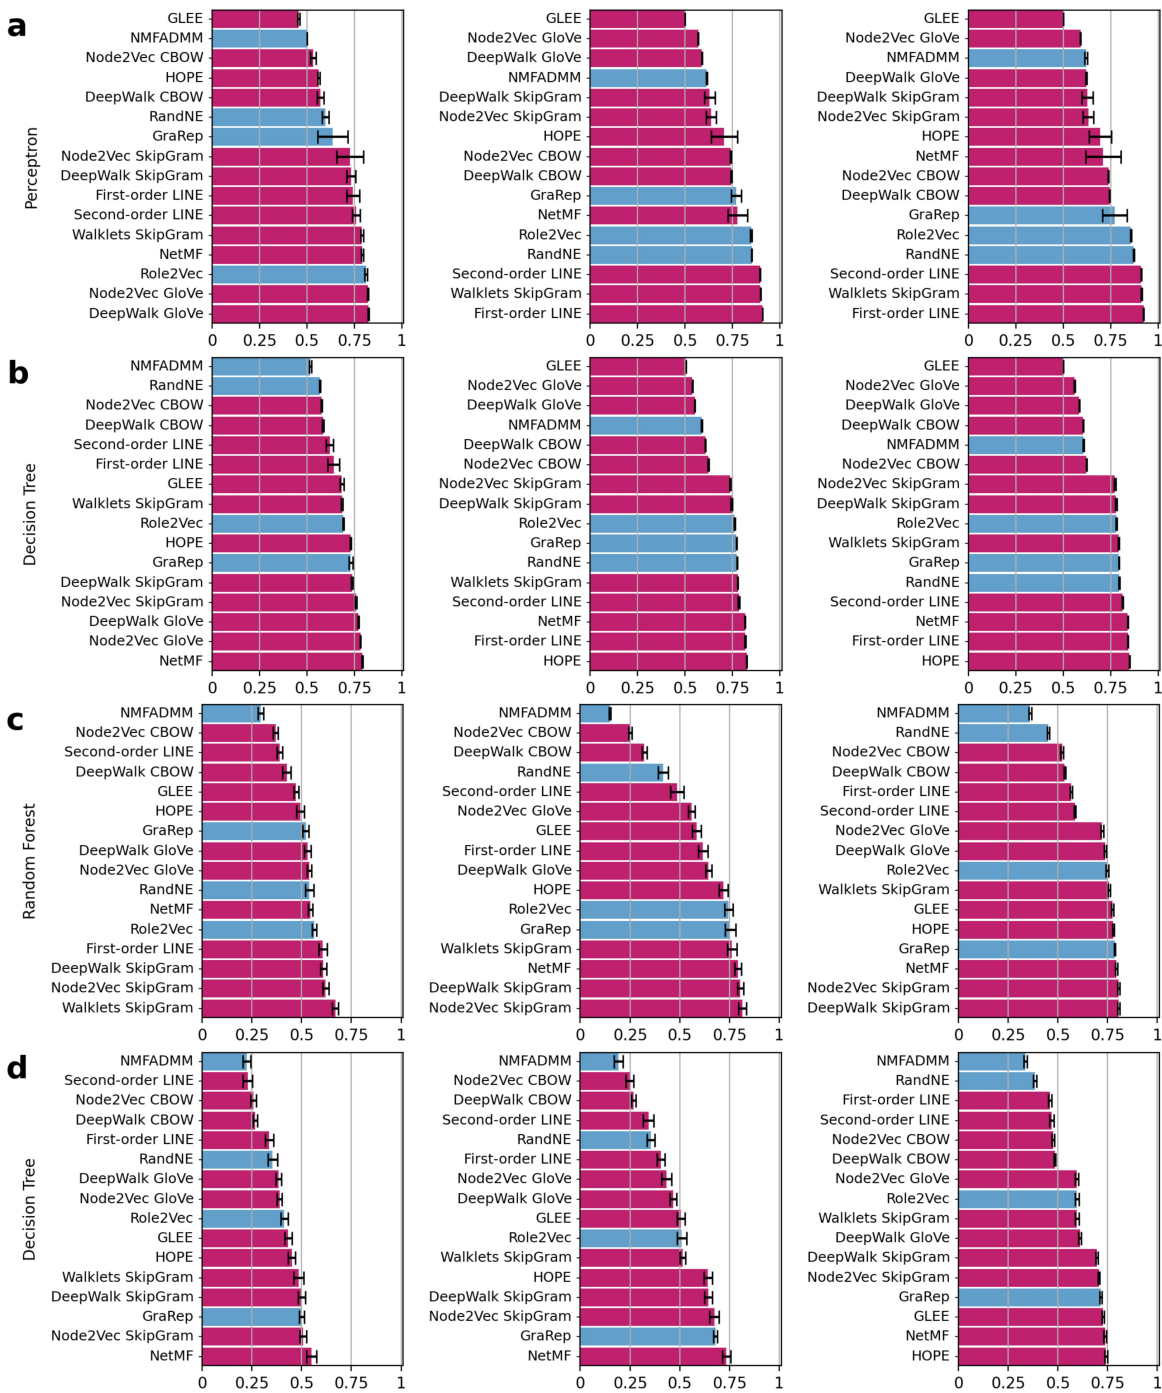 a
Perceptron
GLEE
NMFADMM
Node2Vec CBOW
HOPE
DeepWalk CBOW
RandNE
GraRep
Node2Vec SkipGram
DeepWalk SkipGram
First-order LINE
Second-order LINE
Walklets SkipGram
NetMF
Role2Vec
Node2Vec GloVe
DeepWalk GloVe
0 0.25 0.5 0.75 1
GLEE
Node2Vec GloVe
DeepWalk GloVe
NMFADMM
DeepWalk SkipGram
Node2Vec SkipGram
HOPE
Node2Vec CBOW
DeepWalk CBOW
GraRep
NetMF
Role2Vec
RandNE
Second-order LINE
Walklets SkipGram
First-order LINE
0 0.25 0.5 0.75 1
GLEE
Node2Vec GloVe
NMFADMM
DeepWalk GloVe
DeepWalk SkipGram
Node2Vec SkipGram
HOPE
NetMF
Node2Vec CBOW
DeepWalk CBOW
GraRep
Role2Vec
RandNE
Second-order LINE
Walklets SkipGram
First-order LINE
0 0.25 0.5 0.75 1
b
Decision Tree
NMFADMM
RandNE
Node2Vec CBOW
DeepWalk CBOW
Second-order LINE
First-order LINE
GLEE
Walklets SkipGram
Role2Vec
HOPE
GraRep
DeepWalk SkipGram
Node2Vec SkipGram
DeepWalk GloVe
Node2Vec GloVe
NetMF
0 0.25 0.5 0.75 1
GLEE
Node2Vec GloVe
DeepWalk GloVe
NMFADMM
DeepWalk CBOW
Node2Vec CBOW
Node2Vec SkipGram
DeepWalk SkipGram
Role2Vec
GraRep
RandNE
Walklets SkipGram
Second-order LINE
NetMF
First-order LINE
HOPE
0 0.25 0.5 0.75 1
GLEE
Node2Vec GloVe
DeepWalk GloVe
DeepWalk CBOW
NMFADMM
Node2Vec CBOW
Node2Vec SkipGram
DeepWalk SkipGram
Role2Vec
Walklets SkipGram
GraRep
RandNE
Second-order LINE
NetMF
First-order LINE
HOPE
0 0.25 0.5 0.75 1
c
Random Forest
NMFADMM
Node2Vec CBOW
Second-order LINE
DeepWalk CBOW
GLEE
HOPE
GraRep
DeepWalk GloVe
Node2Vec GloVe
RandNE
NetMF
Role2Vec
First-order LINE
DeepWalk SkipGram
Node2Vec SkipGram
Walklets SkipGram
0 0.25 0.5 0.75 1
NMFADMM
Node2Vec CBOW
DeepWalk CBOW
RandNE
Second-order LINE
Node2Vec GloVe
GLEE
First-order LINE
DeepWalk GloVe
HOPE
Role2Vec
GraRep
Walklets SkipGram
NetMF
DeepWalk SkipGram
Node2Vec SkipGram
0 0.25 0.5 0.75 1
NMFADMM
RandNE
Node2Vec CBOW
DeepWalk CBOW
First-order LINE
Second-order LINE
Node2Vec GloVe
DeepWalk GloVe
Role2Vec
Walklets SkipGram
GLEE
HOPE
GraRep
NetMF
Node2Vec SkipGram
DeepWalk SkipGram
0 0.25 0.5 0.75 1
d
Decision Tree
NMFADMM
Second-order LINE
Node2Vec CBOW
DeepWalk CBOW
First-order LINE
RandNE
DeepWalk GloVe
Node2Vec GloVe
Role2Vec
GLEE
HOPE
Walklets SkipGram
DeepWalk SkipGram
GraRep
Node2Vec SkipGram
NetMF
0 0.25 0.5 0.75 1
NMFADMM
Node2Vec CBOW
DeepWalk CBOW
Second-order LINE
RandNE
First-order LINE
Node2Vec GloVe
DeepWalk GloVe
GLEE
Role2Vec
Walklets SkipGram
HOPE
DeepWalk SkipGram
Node2Vec SkipGram
GraRep
NetMF
0 0.25 0.5 0.75 1
NMFADMM
RandNE
First-order LINE
Second-order LINE
Node2Vec CBOW
DeepWalk CBOW
Node2Vec GloVe
Role2Vec
Walklets SkipGram
DeepWalk GloVe
DeepWalk SkipGram
Node2Vec SkipGram
GraRep
GLEE
NetMF
HOPE
0 0.25 0.5 0.75 1